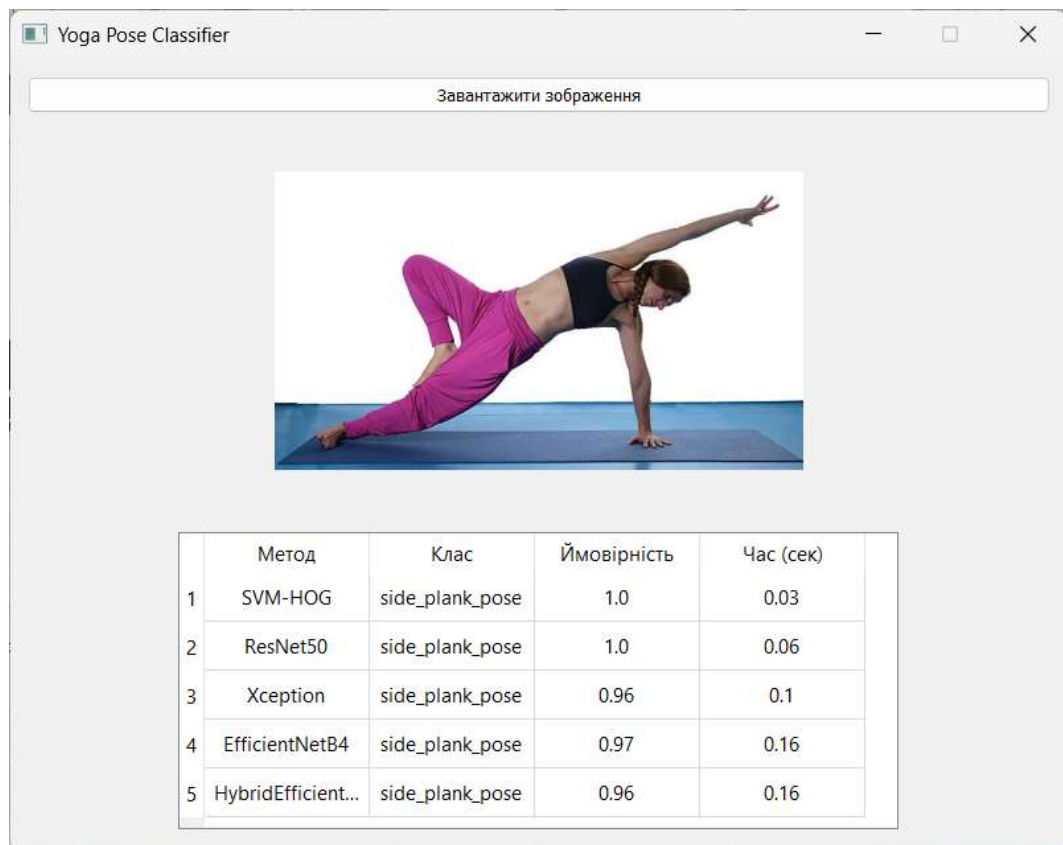 Yoga Pose Classifier
Завантажити зображення
Метод Клас Ймовірність Час (сек)
1 SVM-HOG side_plank_pose 1.0 0.03
2 ResNet50 side_plank_pose 1.0 0.06
3 Xception side_plank_pose 0.96 0.1
4 EfficientNetB4 side_plank_pose 0.97 0.16
5 HybridEfficient... side_plank_pose 0.96 0.16